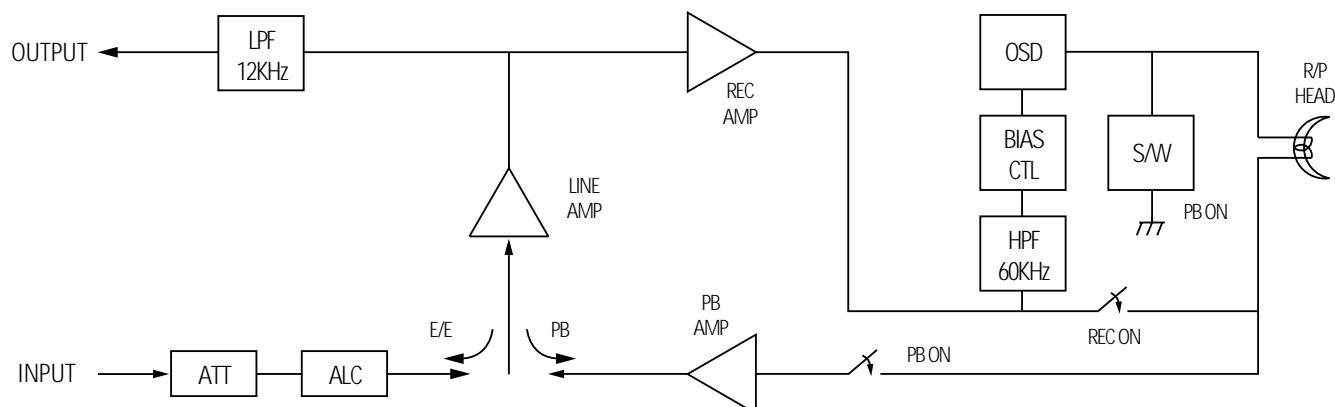 OUTPUT
LPF
12KHz
REC
AMP
OSD
R/P
HEAD
BIAS
CTL
S/W
PB ON
LINE
AMP
HPF
60KHz
E/E
PB
PB
AMP
REC ON
PB ON
INPUT
ATT
ALC